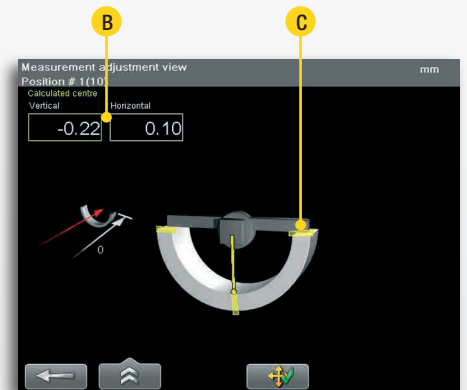 B
C
Measurement adjustment view
mm
Position # 1(10)
Calculated centre
Vertical
Horizontal
-0.22
0.10
0